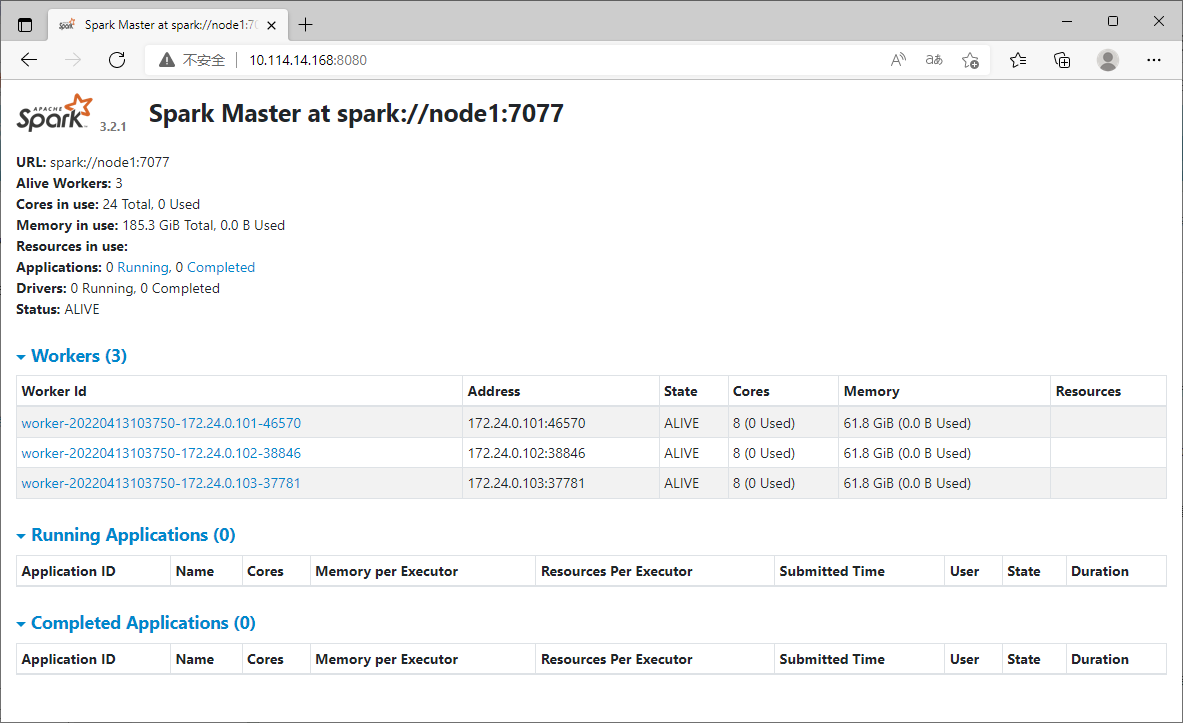 Spark Master at spark://node1:70
不安全 10.114.14.168:8080
APACHE Spark 3.2.1 Spark Master at spark://node1:7077
URL: spark://node1:7077
Alive Workers: 3
Cores in use: 24 Total, 0 Used
Memory in use: 185.3 GiB Total, 0.0 B Used
Resources in use:
Applications: 0 Running, 0 Completed
Drivers: 0 Running, 0 Completed
Status: ALIVE
Workers (3)
Worker Id Address State Cores Memory Resources
worker-20220413103750-172.24.0.101-46570 172.24.0.101:46570 ALIVE 8 (0 Used) 61.8 GiB (0.0 B Used)
worker-20220413103750-172.24.0.102-38846 172.24.0.102:38846 ALIVE 8 (0 Used) 61.8 GiB (0.0 B Used)
worker-20220413103750-172.24.0.103-37781 172.24.0.103:37781 ALIVE 8 (0 Used) 61.8 GiB (0.0 B Used)
Running Applications (0)
Application ID Name Cores Memory per Executor Resources Per Executor Submitted Time User State Duration
Completed Applications (0)
Application ID Name Cores Memory per Executor Resources Per Executor Submitted Time User State Duration